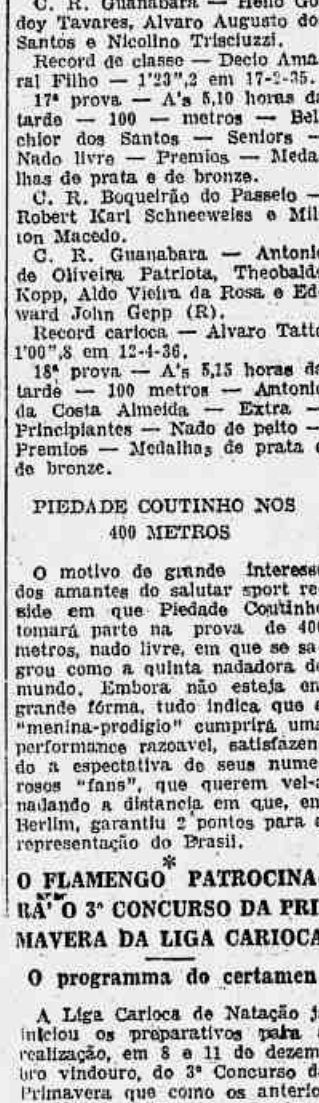 C. R. Guanabara — Helio Go
doy Tavares, Alvaro Augusto do
Santos e Nicolino Trisciuzzi.
Record de classe — Decio Ama
ral Filho — 1'23",2 em 17-2-35.
17ª prova — A's 5,10 horas da
tarde — 100 — metros — Bel
chior dos Santos — Seniors —
Nado livre — Premios — Meda
lhas de prata e de bronze.
C. R. Boqueirão do Passeio —
Robert Karl Schneeweiss e Mil
ton Macedo.
C. R. Guanabara — Antonio
de Oliveira Patriota, Theobaldo
Kopp, Aldo Vieira da Rosa e Ed
ward John Gepp (R).
Record carioca — Alvaro Tatto
1'00",8 em 12-4-36.
18ª prova — A's 5,15 horas da
tarde — 100 metros — Antonio
da Costa Almeida — Extra —
Principiantes — Nado de peito —
Premios — Medalhas de prata e
de bronze.
PIEDADE COUTINHO NOS
400 METROS
O motivo de grande interesse
dos amantes do salutar sport re
side em que Piedade Coutinho
tomará parte na prova de 400
metros, nado livre, em que se sa
grou como a quinta nadadora do
mundo. Embora não esteja em
grande fórma, tudo indica que a
"menina-prodigio" cumprirá uma
performance razoavel, satisfazen
do a espectativa de seus nume
rosos "fans", que querem vel-a
nadando a distancia em que, em
Berlim, garantiu 2 pontos para a
representação do Brasil.
*
O FLAMENGO PATROCINA
RÁ O 3º CONCURSO DA PRI
MAVERA DA LIGA CARIOCA
O programma do certamen
A Liga Carioca de Natação já
iniciou os preparativos para a
realização, em 8 e 11 de dezem
bro vindouro, do 3º Concurso da
Primavera que como os anterio